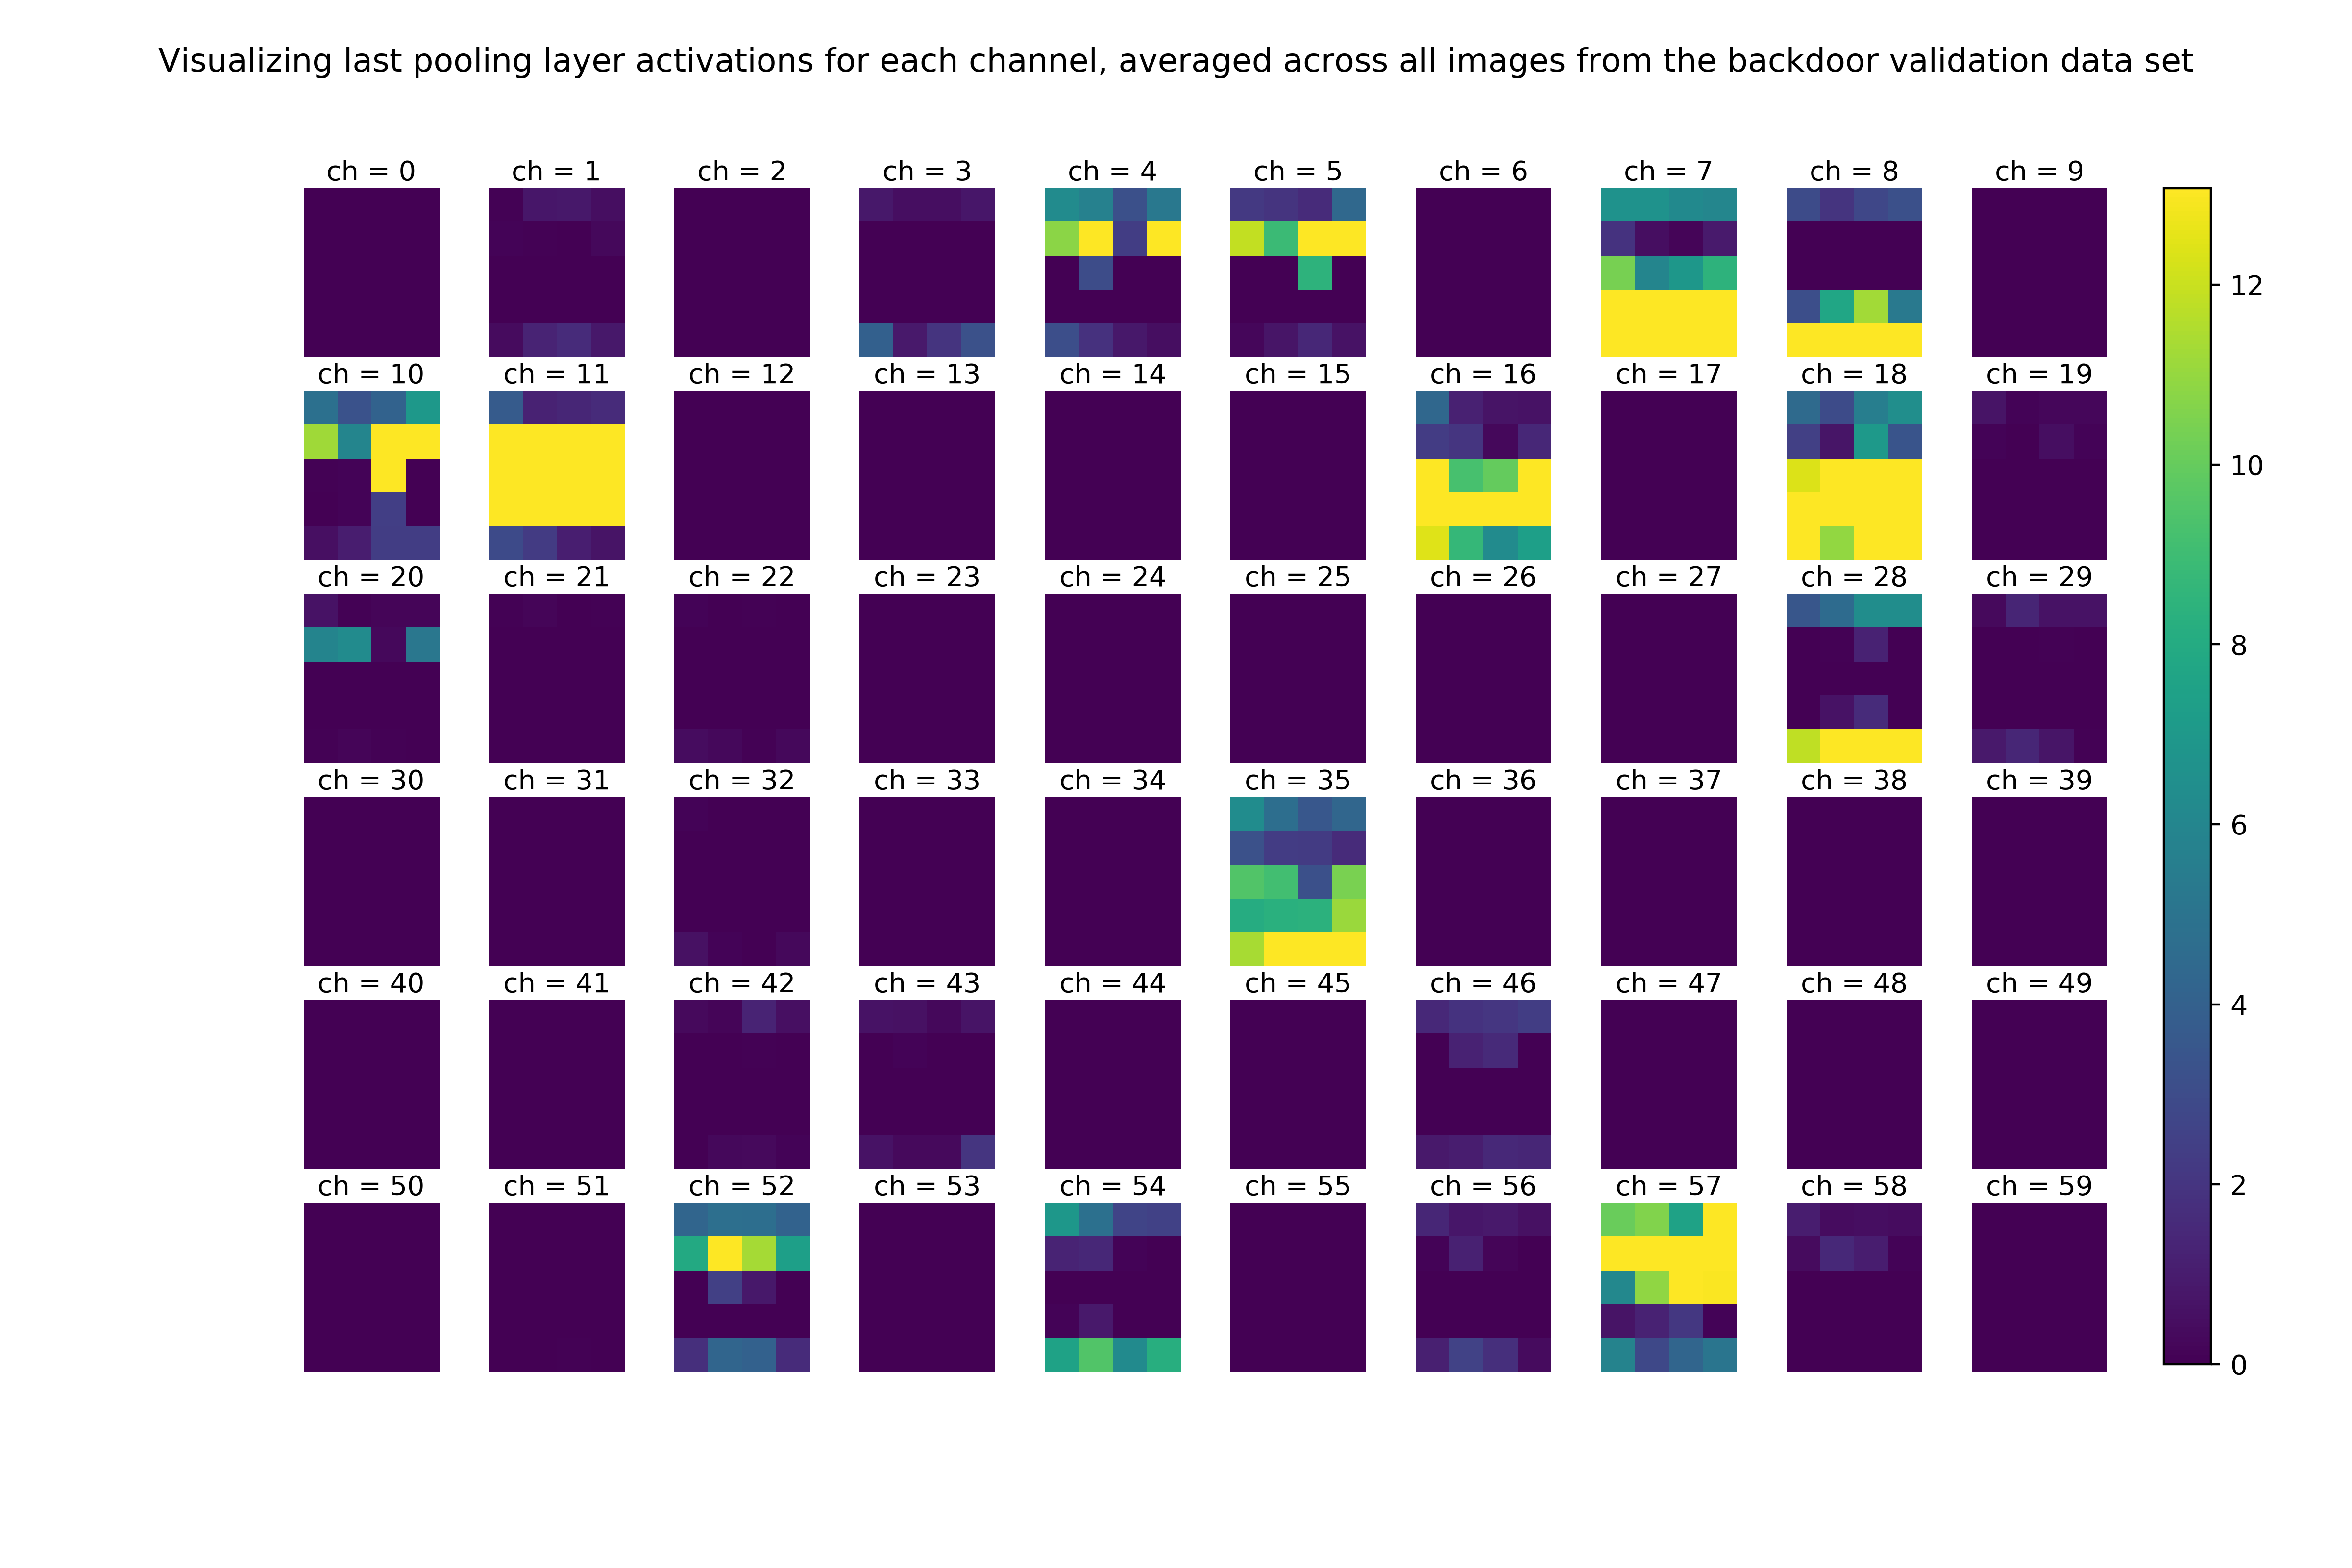 Visualizing last pooling layer activations for each channel, averaged across all images from the backdoor validation data set
ch = 0 ch = 1 ch = 2 ch = 3 ch = 4 ch = 5 ch = 6 ch = 7 ch = 8 ch = 9
ch = 10 ch = 11 ch = 12 ch = 13 ch = 14 ch = 15 ch = 16 ch = 17 ch = 18 ch = 19
ch = 20 ch = 21 ch = 22 ch = 23 ch = 24 ch = 25 ch = 26 ch = 27 ch = 28 ch = 29
ch = 30 ch = 31 ch = 32 ch = 33 ch = 34 ch = 35 ch = 36 ch = 37 ch = 38 ch = 39
ch = 40 ch = 41 ch = 42 ch = 43 ch = 44 ch = 45 ch = 46 ch = 47 ch = 48 ch = 49
ch = 50 ch = 51 ch = 52 ch = 53 ch = 54 ch = 55 ch = 56 ch = 57 ch = 58 ch = 59
12
10
8
6
4
2
0